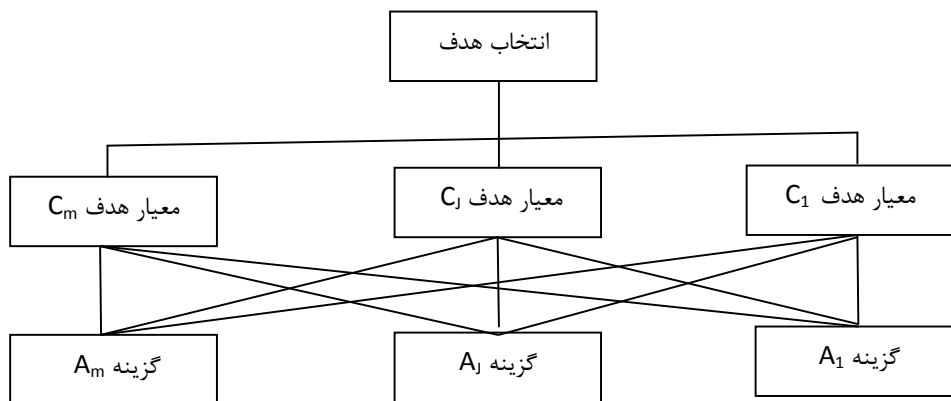 انتخاب هدف
معیار هدف C₁
معیار هدف Cⱼ
معیار هدف Cₘ
گزینه A₁
گزینه Aⱼ
گزینه Aₘ